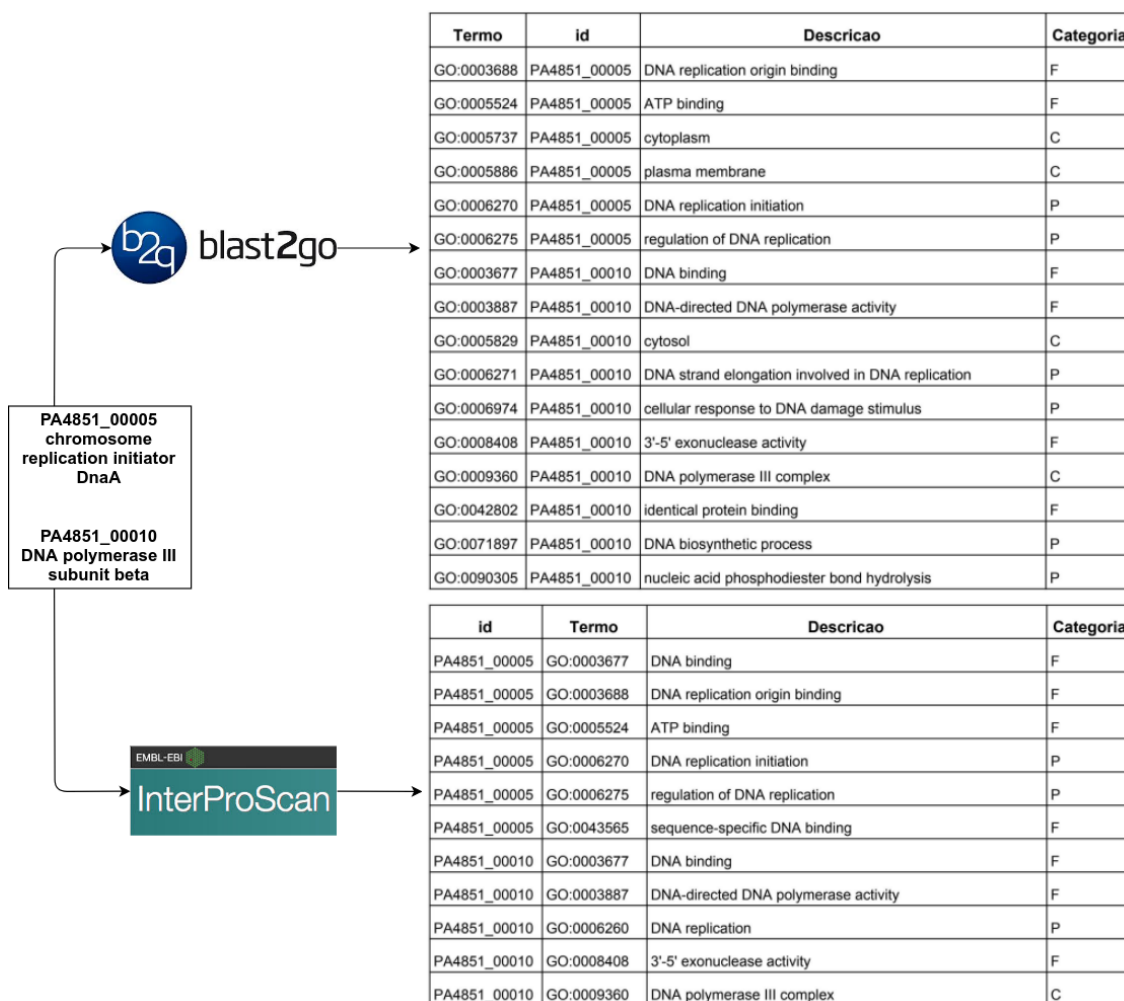 Termo id Descricao Categoria
GO:0003688 PA4851_00005 DNA replication origin binding F
GO:0005524 PA4851_00005 ATP binding F
GO:0005737 PA4851_00005 cytoplasm C
GO:0005886 PA4851_00005 plasma membrane C
GO:0006270 PA4851_00005 DNA replication initiation P
GO:0006275 PA4851_00005 regulation of DNA replication P
GO:0003677 PA4851_00010 DNA binding F
GO:0003887 PA4851_00010 DNA-directed DNA polymerase activity F
GO:0005829 PA4851_00010 cytosol C
GO:0006271 PA4851_00010 DNA strand elongation involved in DNA replication P
GO:0006974 PA4851_00010 cellular response to DNA damage stimulus P
GO:0008408 PA4851_00010 3'-5' exonuclease activity F
GO:0009360 PA4851_00010 DNA polymerase III complex C
GO:0042802 PA4851_00010 identical protein binding F
GO:0071897 PA4851_00010 DNA biosynthetic process P
GO:0090305 PA4851_00010 nucleic acid phosphodiester bond hydrolysis P
b2g blast2go
PA4851_00005
chromosome
replication initiator
DnaA
PA4851_00010
DNA polymerase III
subunit beta
EMBL-EBI
InterProScan
id Termo Descricao Categoria
PA4851_00005 GO:0003677 DNA binding F
PA4851_00005 GO:0003688 DNA replication origin binding F
PA4851_00005 GO:0005524 ATP binding F
PA4851_00005 GO:0006270 DNA replication initiation P
PA4851_00005 GO:0006275 regulation of DNA replication P
PA4851_00005 GO:0043565 sequence-specific DNA binding F
PA4851_00010 GO:0003677 DNA binding F
PA4851_00010 GO:0003887 DNA-directed DNA polymerase activity F
PA4851_00010 GO:0006260 DNA replication P
PA4851_00010 GO:0008408 3'-5' exonuclease activity F
PA4851_00010 GO:0009360 DNA polymerase III complex C